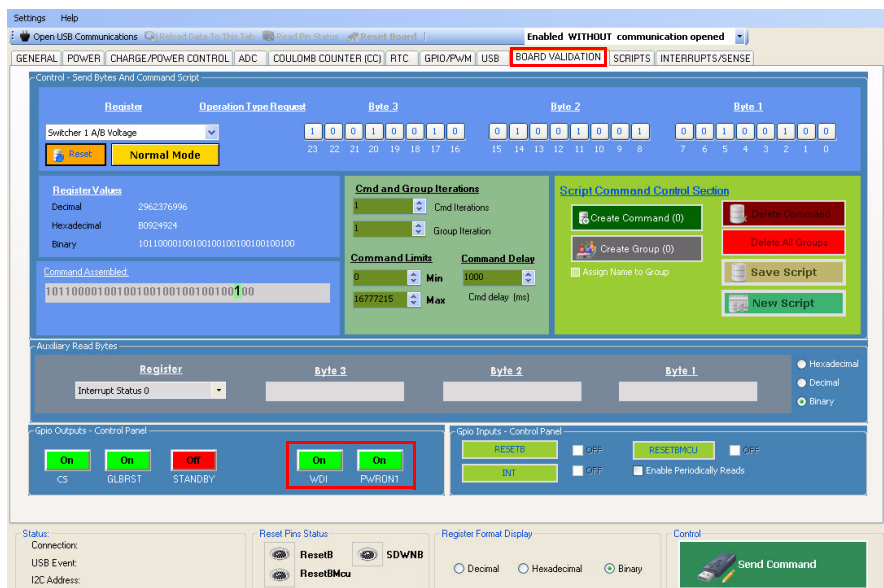 Settings Help
Open USB Communications Reload Data To This Tab Read Pin Status Reset Board Enabled WITHOUT communication opened
GENERAL POWER CHARGE/POWER CONTROL ADC COULOMB COUNTER (CC) RTC GPIO/PWM USB BOARD VALIDATION SCRIPTS INTERRUPTS/SENSE
Control - Send Bytes And Command Script
Register Operation Type Request Byte 3 Byte 2 Byte 1
Switcher 1 A/B Voltage 1 0 0 1 0 0 1 0 0 1 0 0 1 0 0 1 0 0 1 0 0 1 0 0
Reset Normal Mode 23 22 21 20 19 18 17 16 15 14 13 12 11 10 9 8 7 6 5 4 3 2 1 0
Register Values Cmd and Group Iterations Script Command Control Section
Decimal 2962376996 1 Cmd Iterations Create Command (0) Delete Command
Hexadecimal B0924924 1 Group Iteration Create Group (0) Delete All Groups
Binary 10110000100100100100100100100100
Command Limits Command Delay Assign Name to Group Save Script
Command Assembled: 0 Min 1000
10110000100100100100100100100100 16777215 Max Cmd delay (ms) New Script
Auxiliary Read Bytes
Register Byte 3 Byte 2 Byte 1 Hexadecimal
Interrupt Status 0 Decimal
Binary
Gpio Outputs - Control Panel Gpio Inputs - Control Panel
On On Off On On RESETB OFF RESETBMCU OFF
CS GLBRST STANDBY WDI PWRON1 INT OFF Enable Periodically Reads
Status: Reset Pins Status Register Format Display Control
Connection: ResetB SDWNB
USB Event: ResetBMcu Decimal Hexadecimal Binary Send Command
I2C Address: